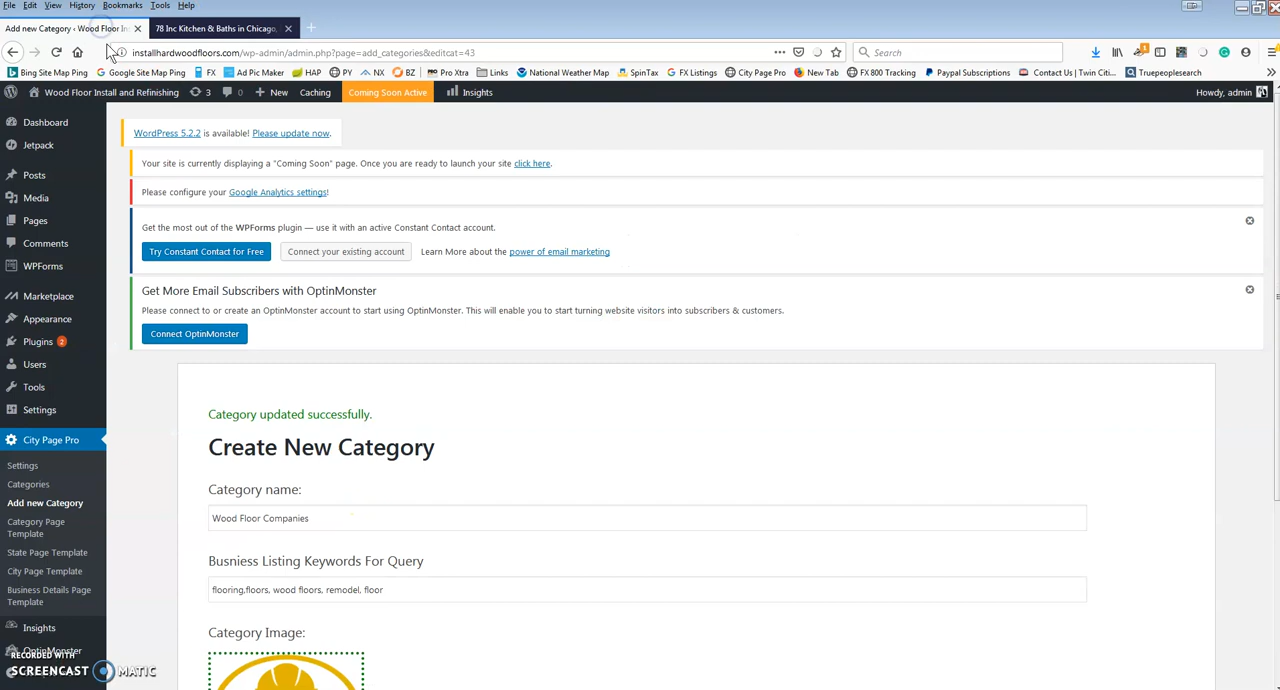 File Edit View History Bookmarks Tools Help
Add new Category ‹ Wood Floor In
78 Inc Kitchen & Baths in Chicago,
installhardwoodfloors.com/wp-admin/admin.php?page=add_categories&editcat=43
Search
Bing Site Map Ping Google Site Map Ping FX Ad Pic Maker HAP PY NX BZ Pro Xtra Links National Weather Map SpinTax FX Listings City Page Pro New Tab FX 800 Tracking Paypal Subscriptions Contact Us | Twin Citi... Truepeoplesearch
Wood Floor Install and Refinishing 3 0 New Caching Coming Soon Active Insights Howdy, admin
Dashboard
Jetpack
Posts
Media
Pages
Comments
WPForms
Marketplace
Appearance
Plugins 2
Users
Tools
Settings
City Page Pro
Settings
Categories
Add new Category
Category Page
Template
State Page Template
City Page Template
Business Details Page
Template
Insights
OptinMonster
RECORDED WITH
SCREENCAST MATIC
WordPress 5.2.2 is available! Please update now.
Your site is currently displaying a "Coming Soon" page. Once you are ready to launch your site click here.
Please configure your Google Analytics settings!
Get the most out of the WPForms plugin — use it with an active Constant Contact account.
Try Constant Contact for Free Connect your existing account Learn More about the power of email marketing
Get More Email Subscribers with OptinMonster
Please connect to or create an OptinMonster account to start using OptinMonster. This will enable you to start turning website visitors into subscribers & customers.
Connect OptinMonster
Category updated successfully.
Create New Category
Category name:
Wood Floor Companies
Busniess Listing Keywords For Query
flooring,floors, wood floors, remodel, floor
Category Image: